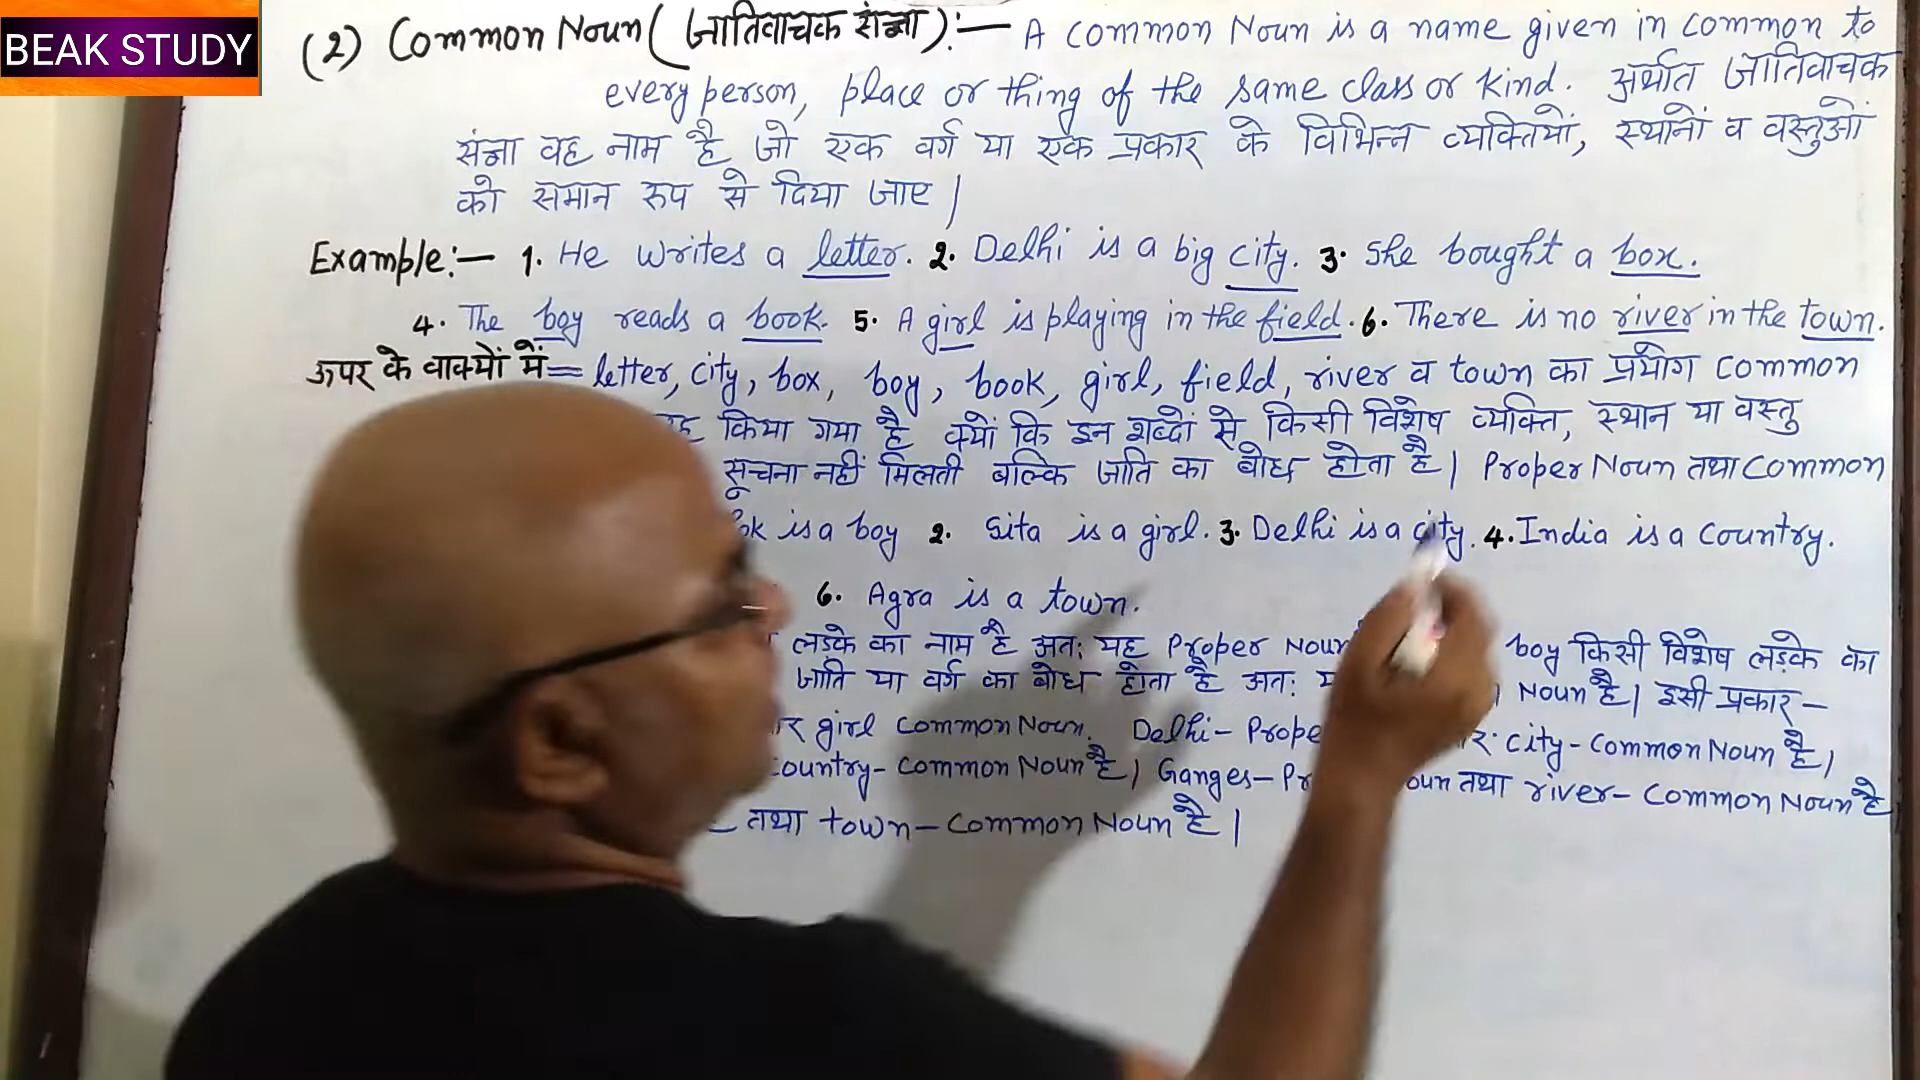 BEAK STUDY
(2) Common Noun (जातिवाचक संज्ञा):— A common Noun is a name given in common to
every person, place or thing of the same class or kind. अर्थात जातिवाचक
संज्ञा वह नाम है जो एक वर्ग या एक प्रकार के विभिन्न व्यक्तियों, स्थानों व वस्तुओं
को समान रूप से दिया जाए |
Example:— 1. He writes a letter. 2. Delhi is a big city. 3. She bought a box.
4. The boy reads a book. 5. A girl is playing in the field. 6. There is no river in the town.
ऊपर के वाक्यों में= letter, city, box, boy, book, girl, field, river व town का प्रयोग common
किया गया है क्यों कि इन शब्दों से किसी विशेष व्यक्ति, स्थान या वस्तु
सूचना नहीं मिलती बल्कि जाति का बोध होता है | Proper Noun तथा common
is a boy 2. Sita is a girl. 3. Delhi is a city. 4. India is a country.
6. Agra is a town.
लड़के का नाम है अतः यह Proper Noun boy किसी विशेष लड़के का
जाति या वर्ग का बोध होता है अतः Noun है | इसी प्रकार –
girl common Noun. Delhi – city – common Noun है |
country – common Noun है | Ganges – तथा river – common Noun है
तथा town – common Noun है |